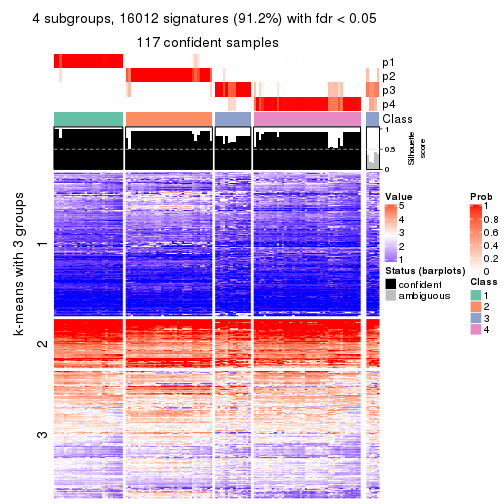 4 subgroups, 16012 signatures (91.2%) with fdr < 0.05
117 confident samples
p1
p2
p3
p4
Class
1
0.5
0
Silhouette
score
k-means with 3 groups
1
2
3
Value
5
4
3
2
1
Status (barplots)
confident
ambiguous
Prob
1
0.8
0.6
0.4
0.2
0
Class
1
2
3
4